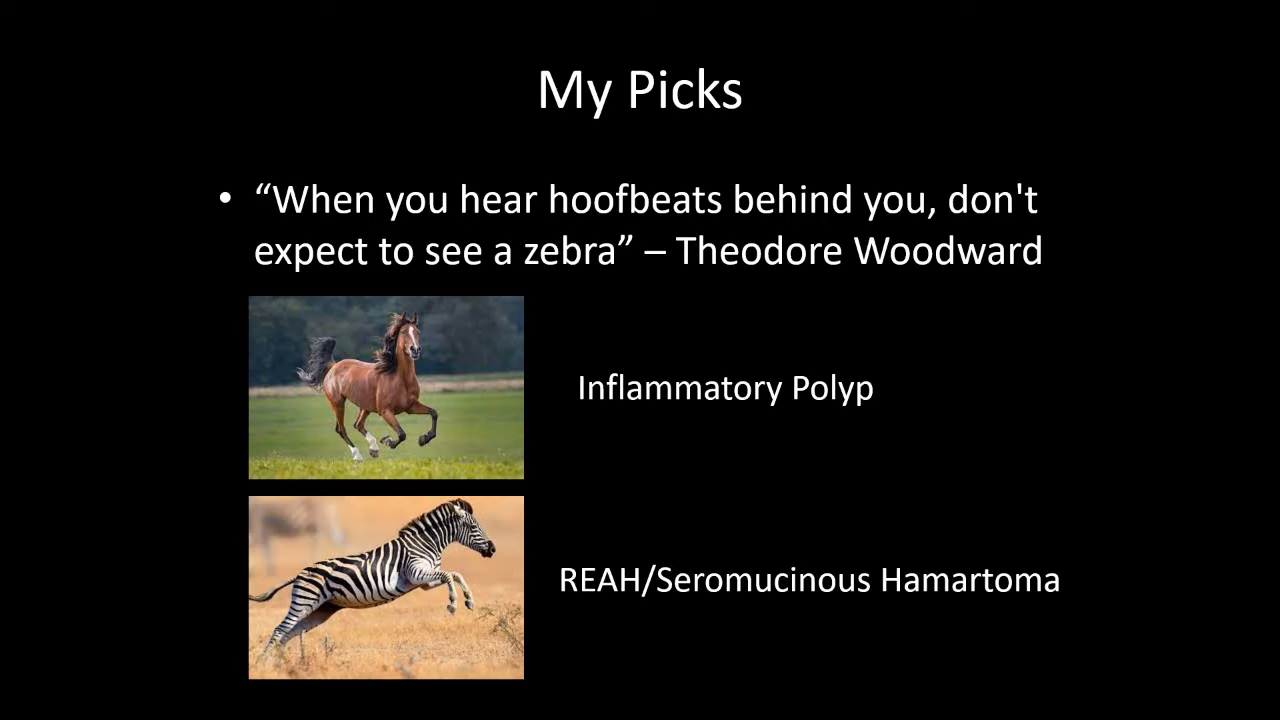 My Picks
• “When you hear hoofbeats behind you, don't
expect to see a zebra” – Theodore Woodward
Inflammatory Polyp
REAH/Seromucinous Hamartoma